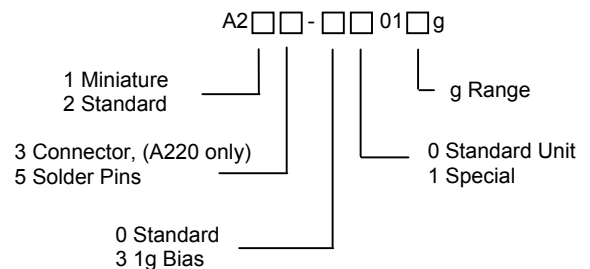 A2□□-□□01□g
1 Miniature
2 Standard
g Range
3 Connector, (A220 only)
5 Solder Pins
0 Standard Unit
1 Special
0 Standard
3 1g Bias